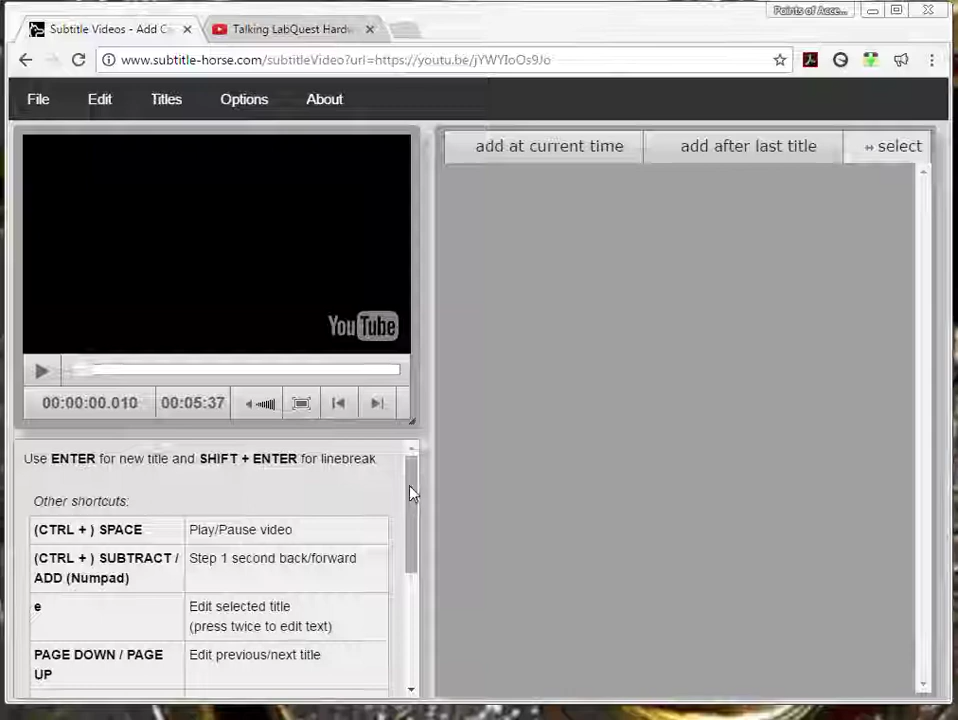 Points of Acce...
Subtitle Videos - Add C
Talking LabQuest Hardw
www.subtitle-horse.com/subtitleVideo?url=https://youtu.be/jYWYIoOs9Jo
File Edit Titles Options About
add at current time add after last title ↔ select
YouTube
00:00:00.010 00:05:37
Use ENTER for new title and SHIFT + ENTER for linebreak
Other shortcuts:
(CTRL + ) SPACE Play/Pause video
(CTRL + ) SUBTRACT / Step 1 second back/forward
ADD (Numpad)
e Edit selected title
(press twice to edit text)
PAGE DOWN / PAGE Edit previous/next title
UP